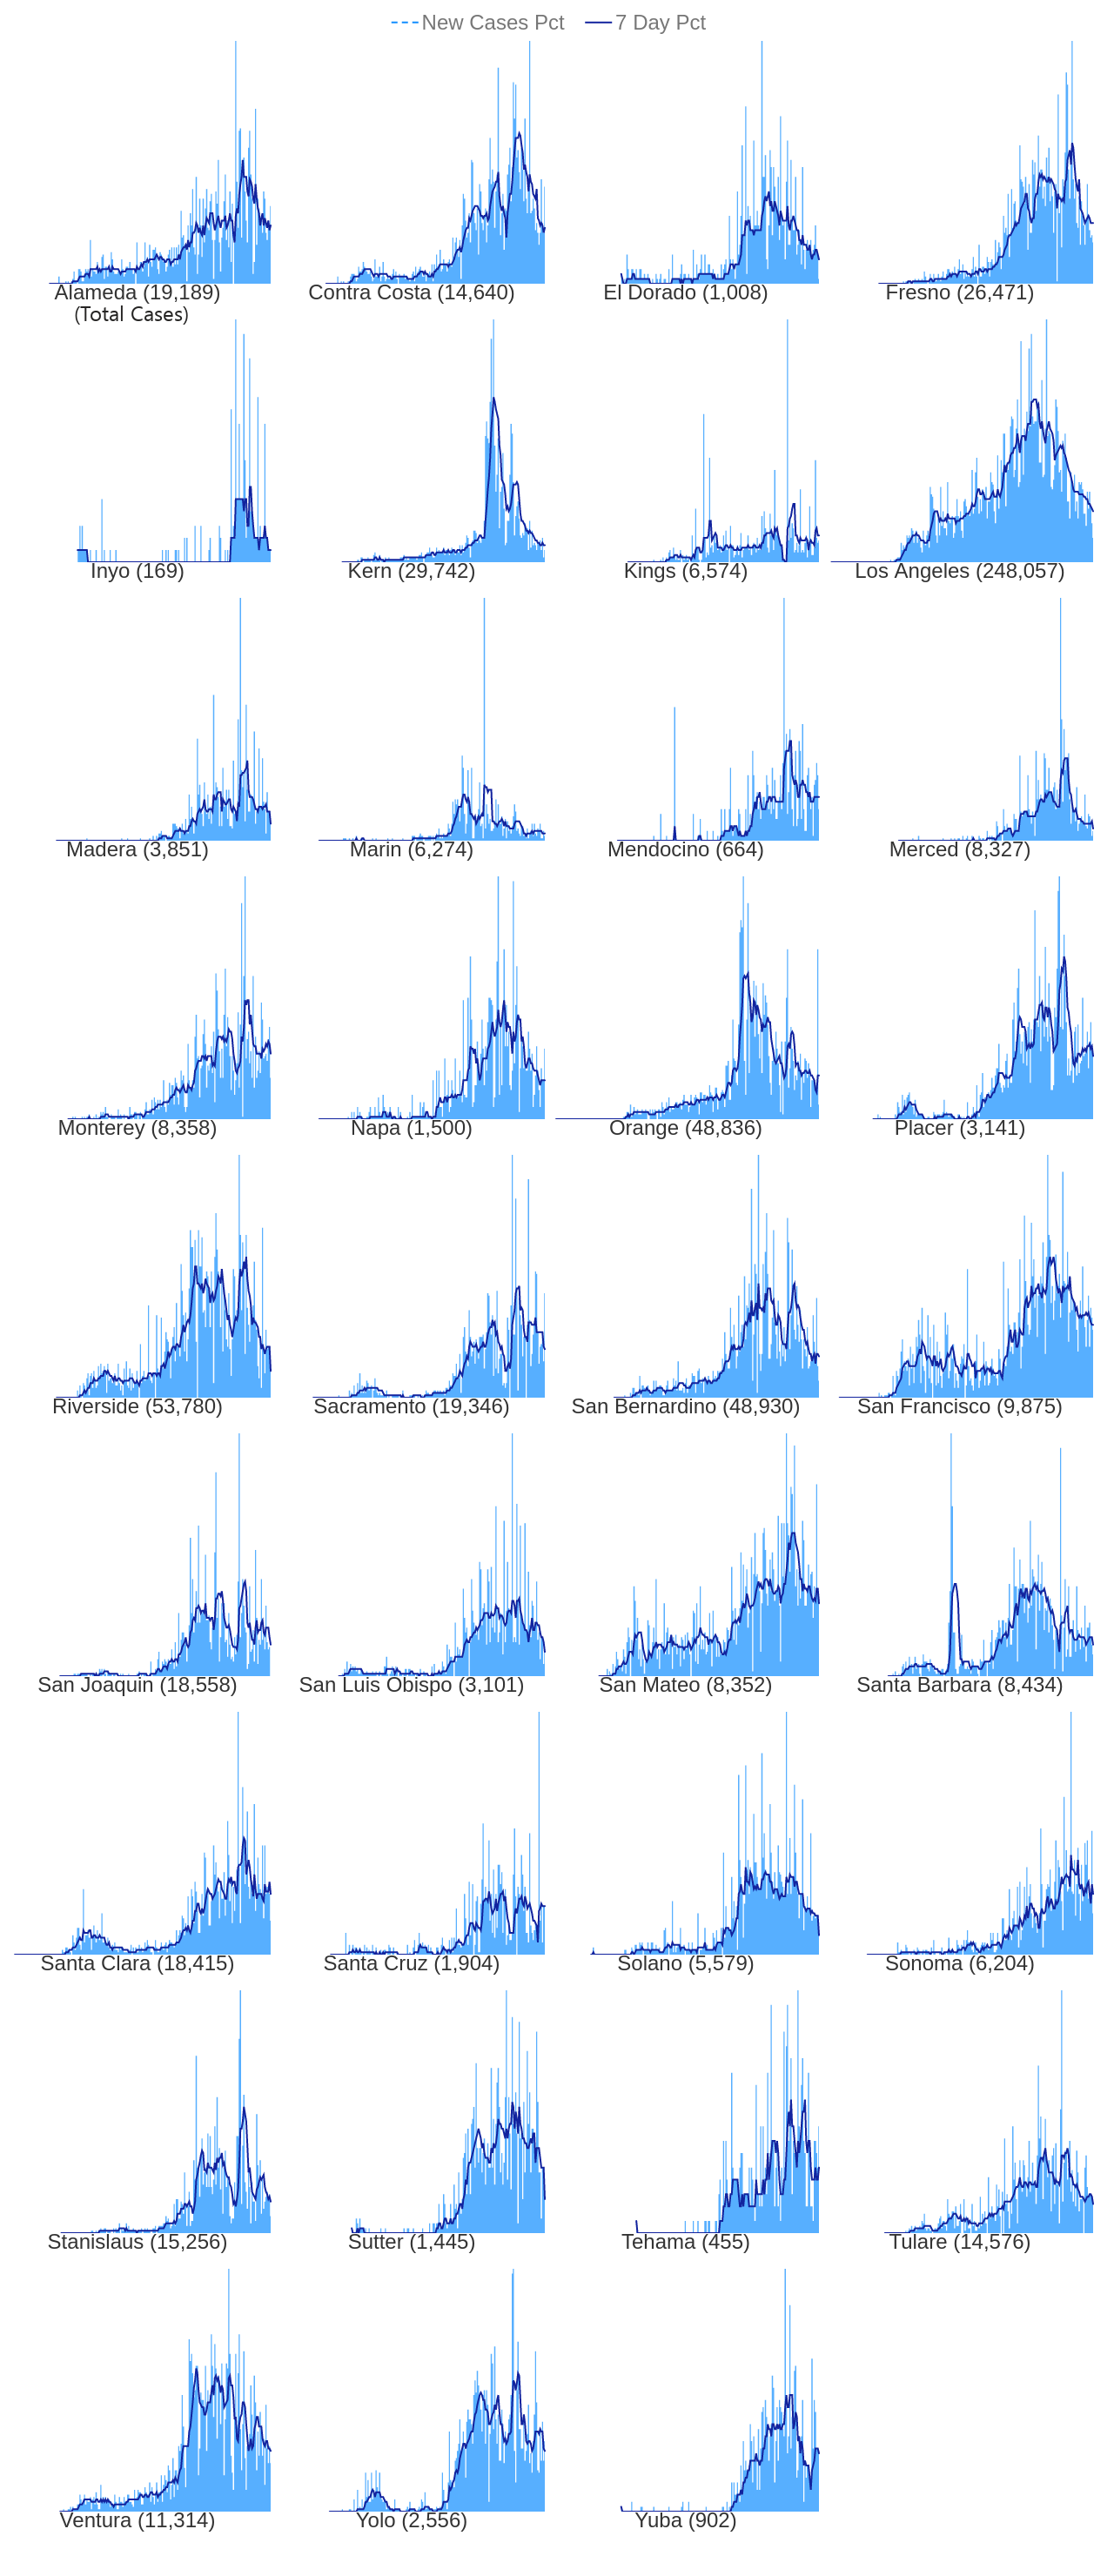 New Cases Pct 7 Day Pct
Alameda (19,189) Contra Costa (14,640) El Dorado (1,008) Fresno (26,471)
(Total Cases)
Inyo (169) Kern (29,742) Kings (6,574) Los Angeles (248,057)
Madera (3,851) Marin (6,274) Mendocino (664) Merced (8,327)
Monterey (8,358) Napa (1,500) Orange (48,836) Placer (3,141)
Riverside (53,780) Sacramento (19,346) San Bernardino (48,930) San Francisco (9,875)
San Joaquin (18,558) San Luis Obispo (3,101) San Mateo (8,352) Santa Barbara (8,434)
Santa Clara (18,415) Santa Cruz (1,904) Solano (5,579) Sonoma (6,204)
Stanislaus (15,256) Sutter (1,445) Tehama (455) Tulare (14,576)
Ventura (11,314) Yolo (2,556) Yuba (902)